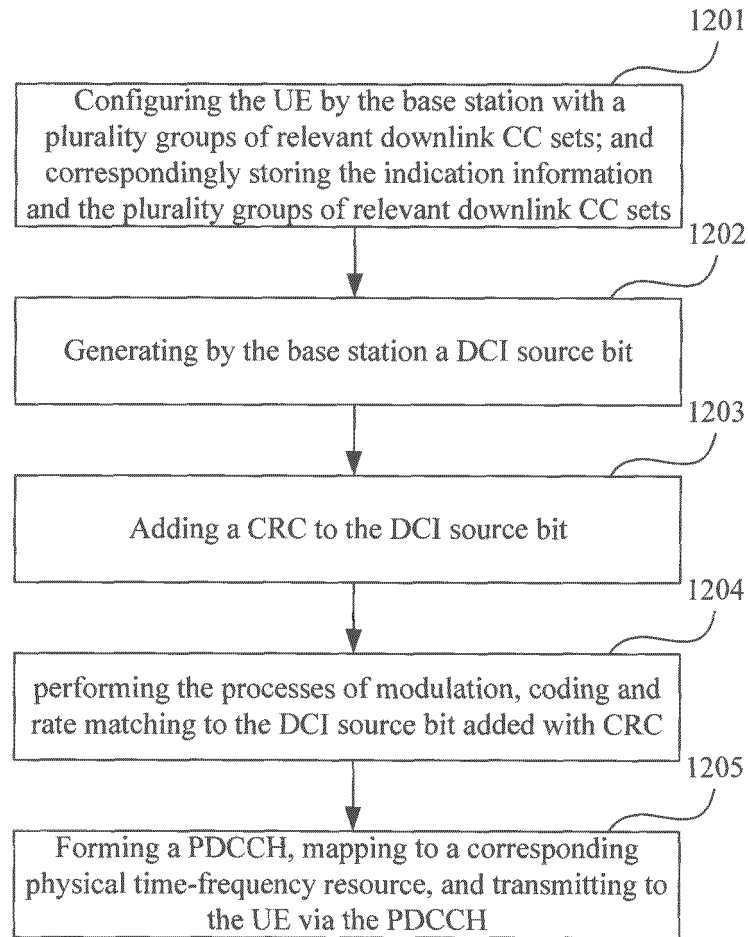 1201
Configuring the UE by the base station with a
plurality groups of relevant downlink CC sets; and
correspondingly storing the indication information
and the plurality groups of relevant downlink CC sets
1202
Generating by the base station a DCI source bit
1203
Adding a CRC to the DCI source bit
1204
performing the processes of modulation, coding and
rate matching to the DCI source bit added with CRC
1205
Forming a PDCCH, mapping to a corresponding
physical time-frequency resource, and transmitting to
the UE via the PDCCH